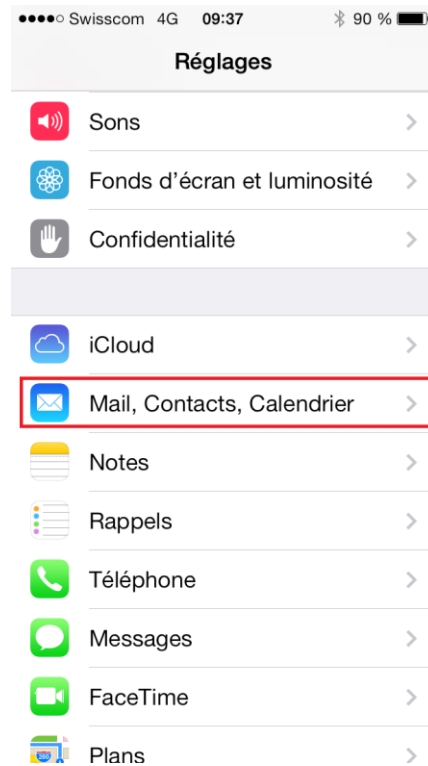 Swisscom 4G 09:37 90 %
Réglages
Sons
Fonds d'écran et luminosité
Confidentialité
iCloud
Mail, Contacts, Calendrier
Notes
Rappels
Téléphone
Messages
FaceTime
Plans